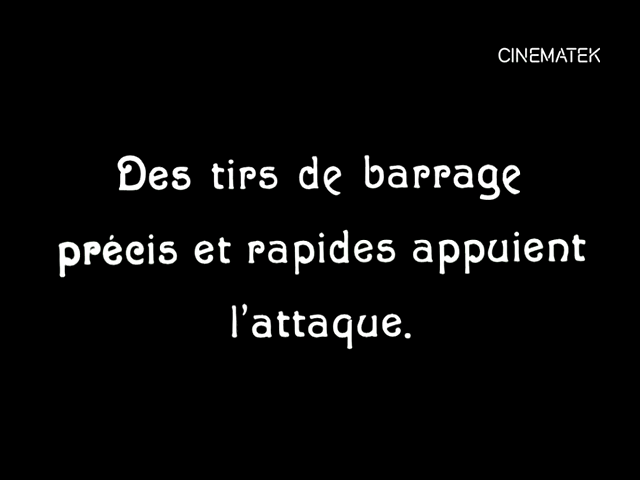 CINEMATEK
Des tirs de barrage
précis et rapides appuient
l'attaque.